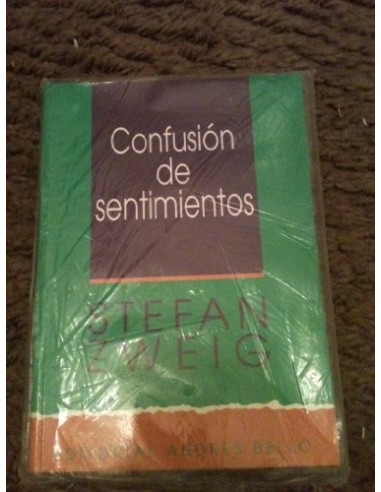 Confusión
de
sentimientos
STEFAN
ZWEIG
EDITORIAL ANDRES BELLO